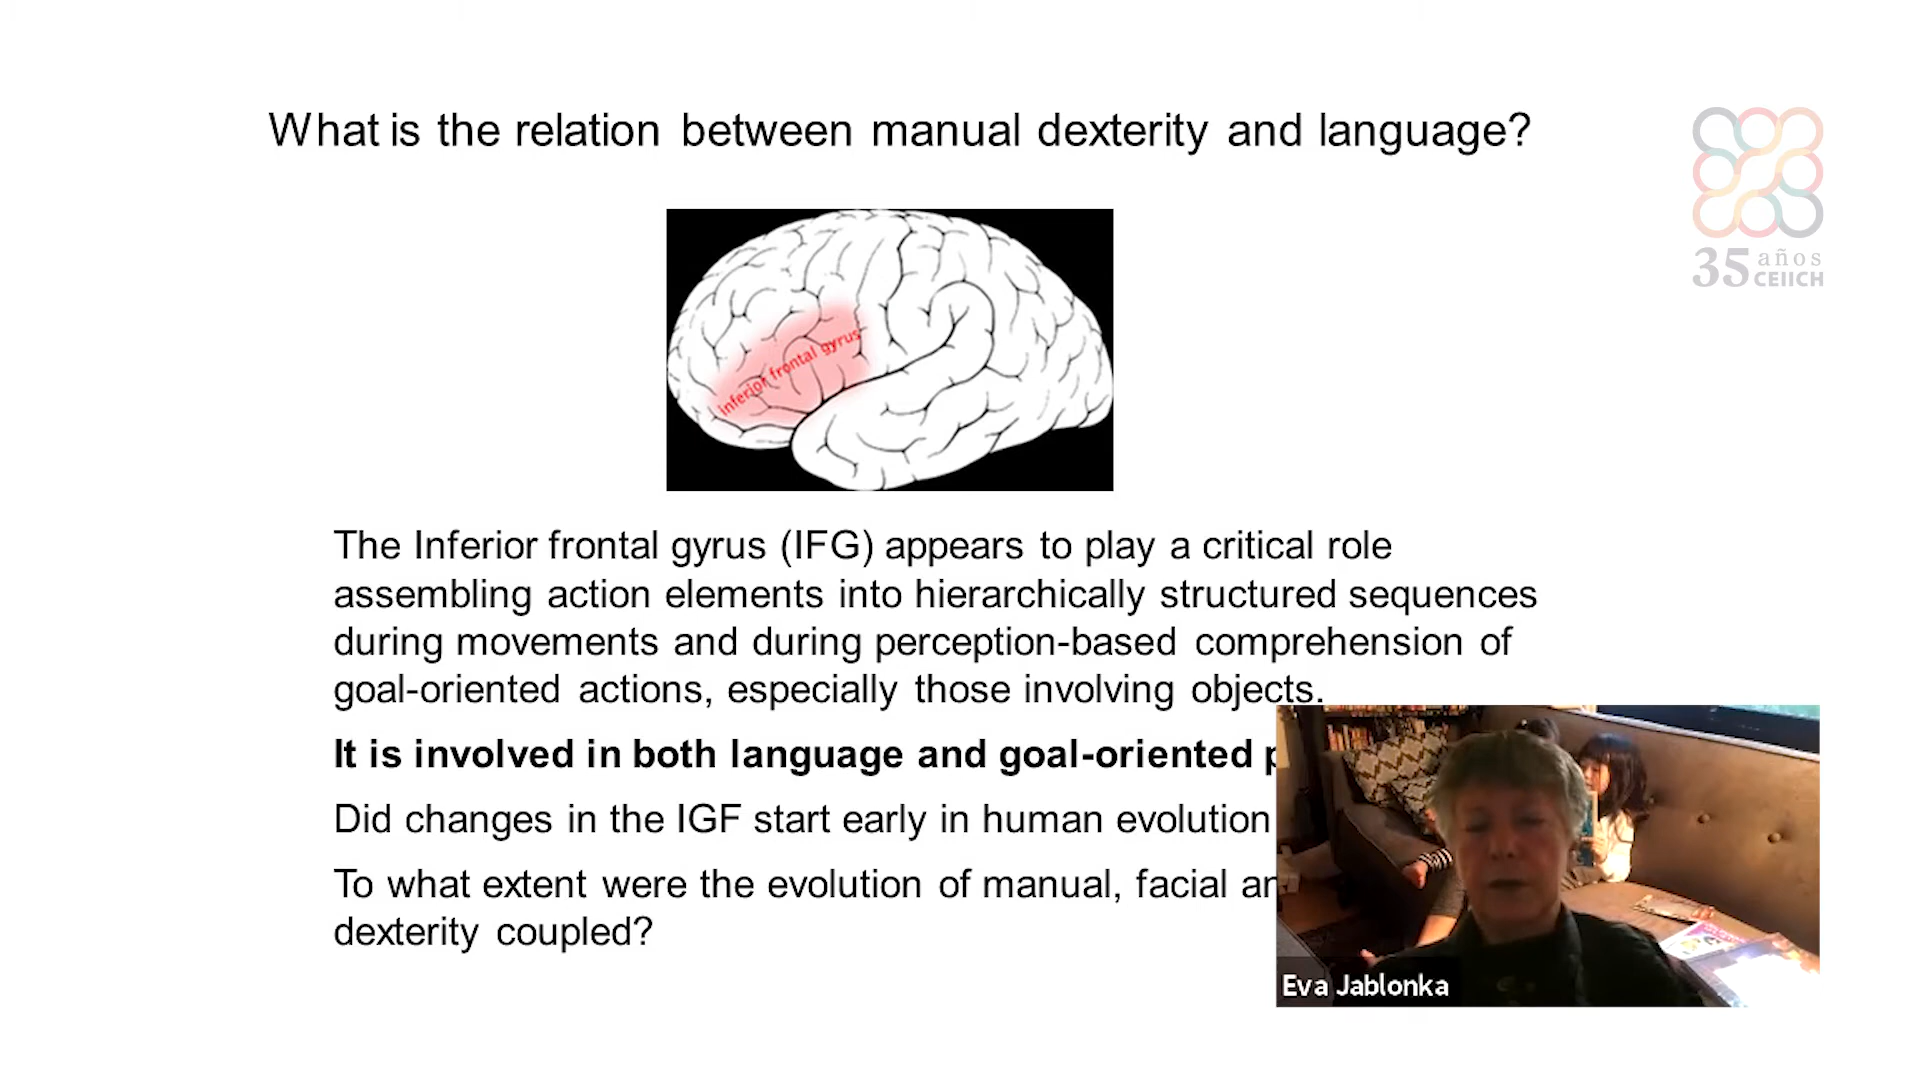 What is the relation between manual dexterity and language?
35 años
CEIICH
inferior frontal gyrus
The Inferior frontal gyrus (IFG) appears to play a critical role
assembling action elements into hierarchically structured sequences
during movements and during perception-based comprehension of
goal-oriented actions, especially those involving objects.
It is involved in both language and goal-oriented
Did changes in the IGF start early in human evolution
To what extent were the evolution of manual, facial
dexterity coupled?
Eva Jablonka